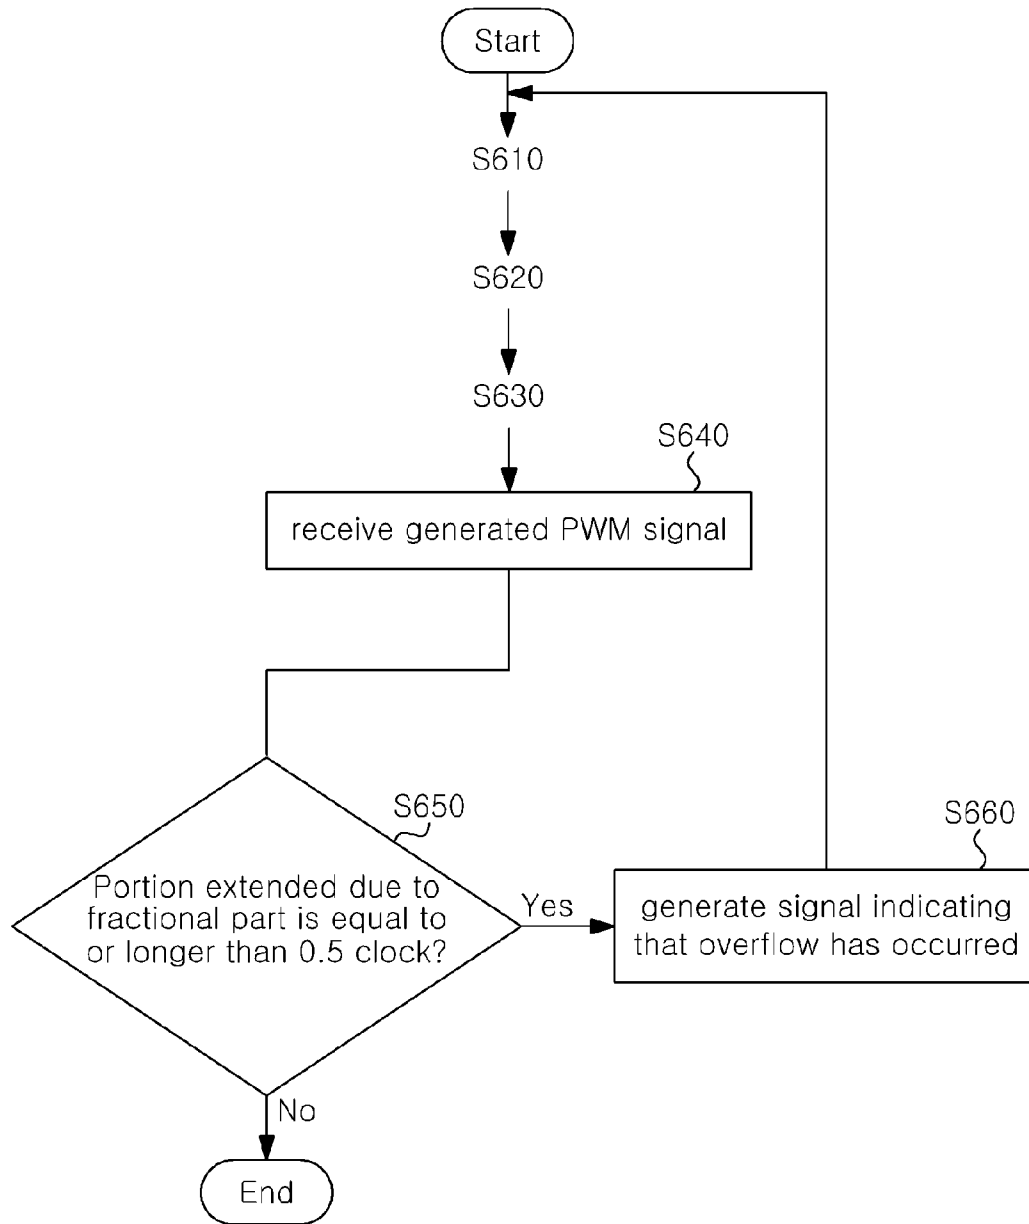 Start
S610
S620
S630
S640
receive generated PWM signal
S650
Portion extended due to
fractional part is equal to
or longer than 0.5 clock?
Yes
S660
generate signal indicating
that overflow has occurred
No
End